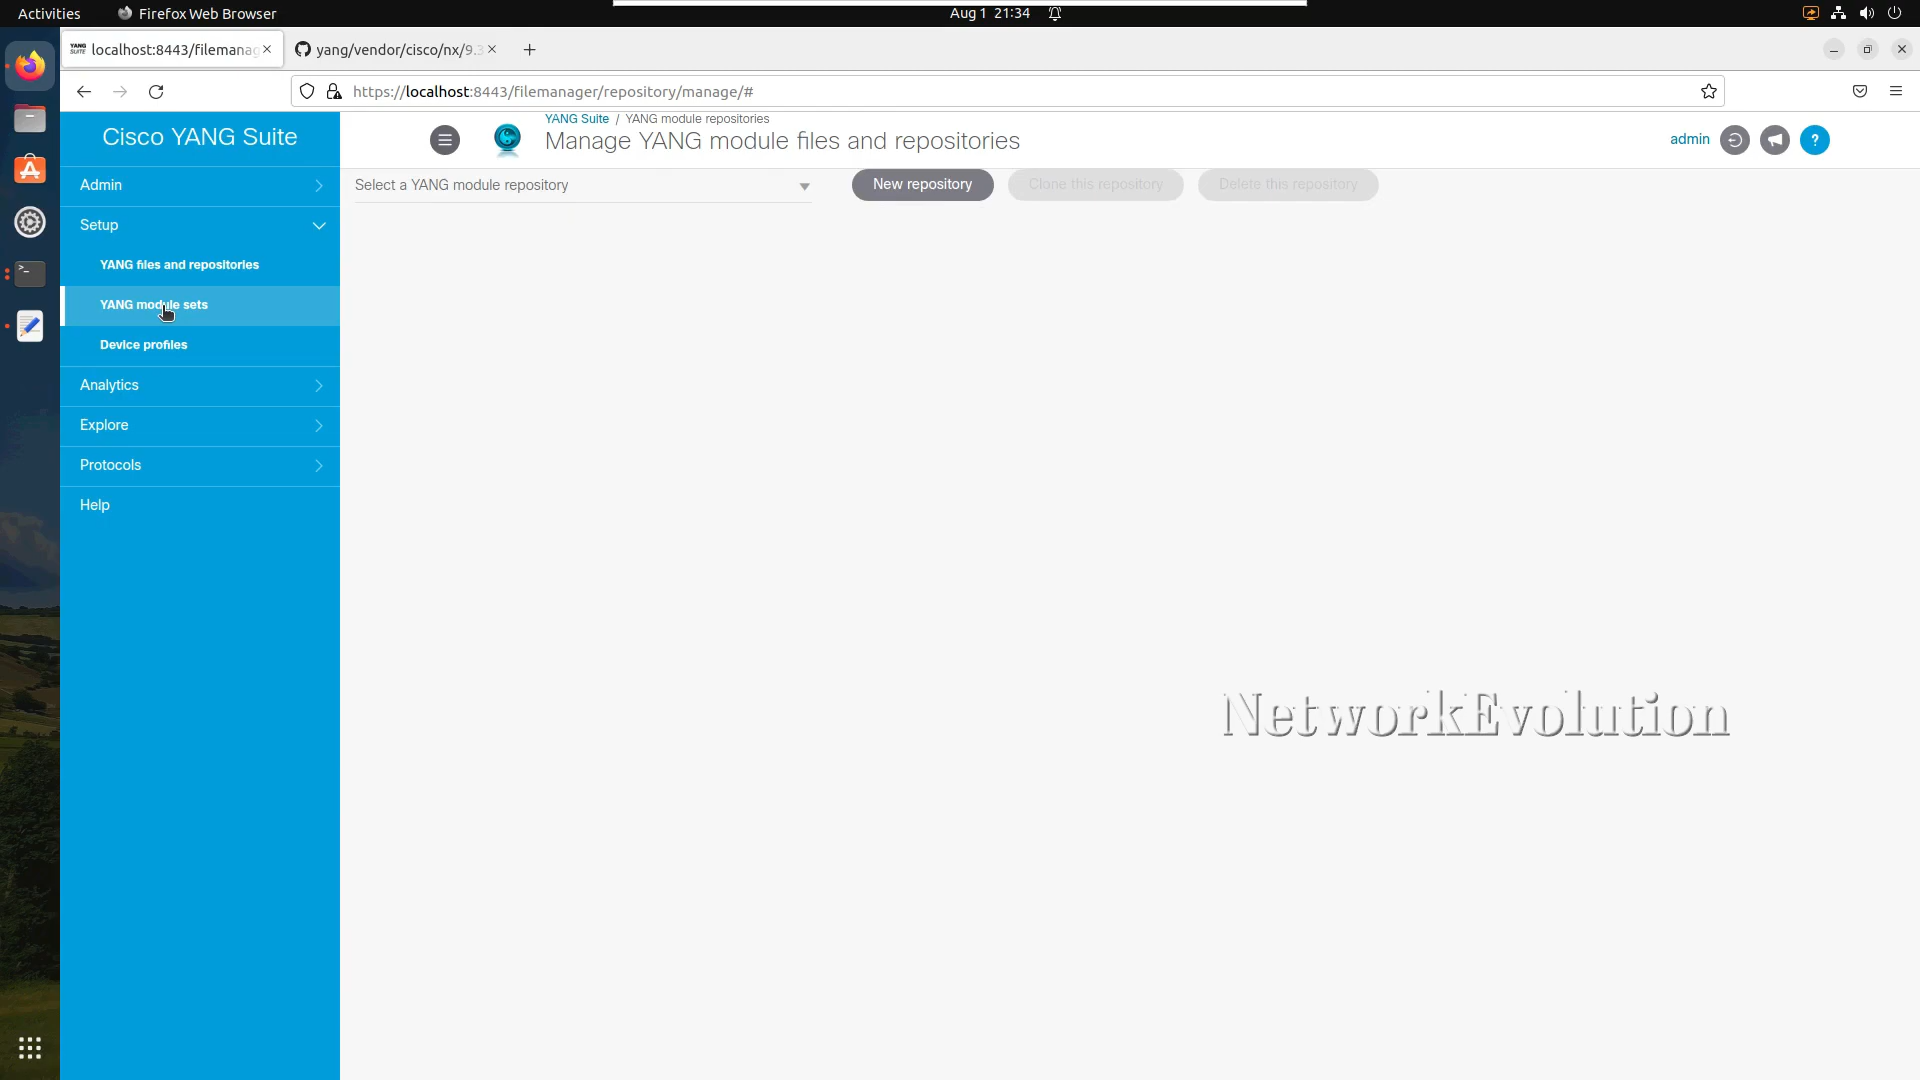 Activities
Firefox Web Browser
Aug 1 21:34
localhost:8443/filemanag
yang/vendor/cisco/nx/9.3
https://localhost:8443/filemanager/repository/manage/#
Cisco YANG Suite
YANG Suite / YANG module repositories
Manage YANG module files and repositories
admin
?
Admin
Select a YANG module repository
New repository
Clone this repository
Delete this repository
Setup
YANG files and repositories
YANG module sets
Device profiles
Analytics
Explore
Protocols
Help
NetworkEvolution